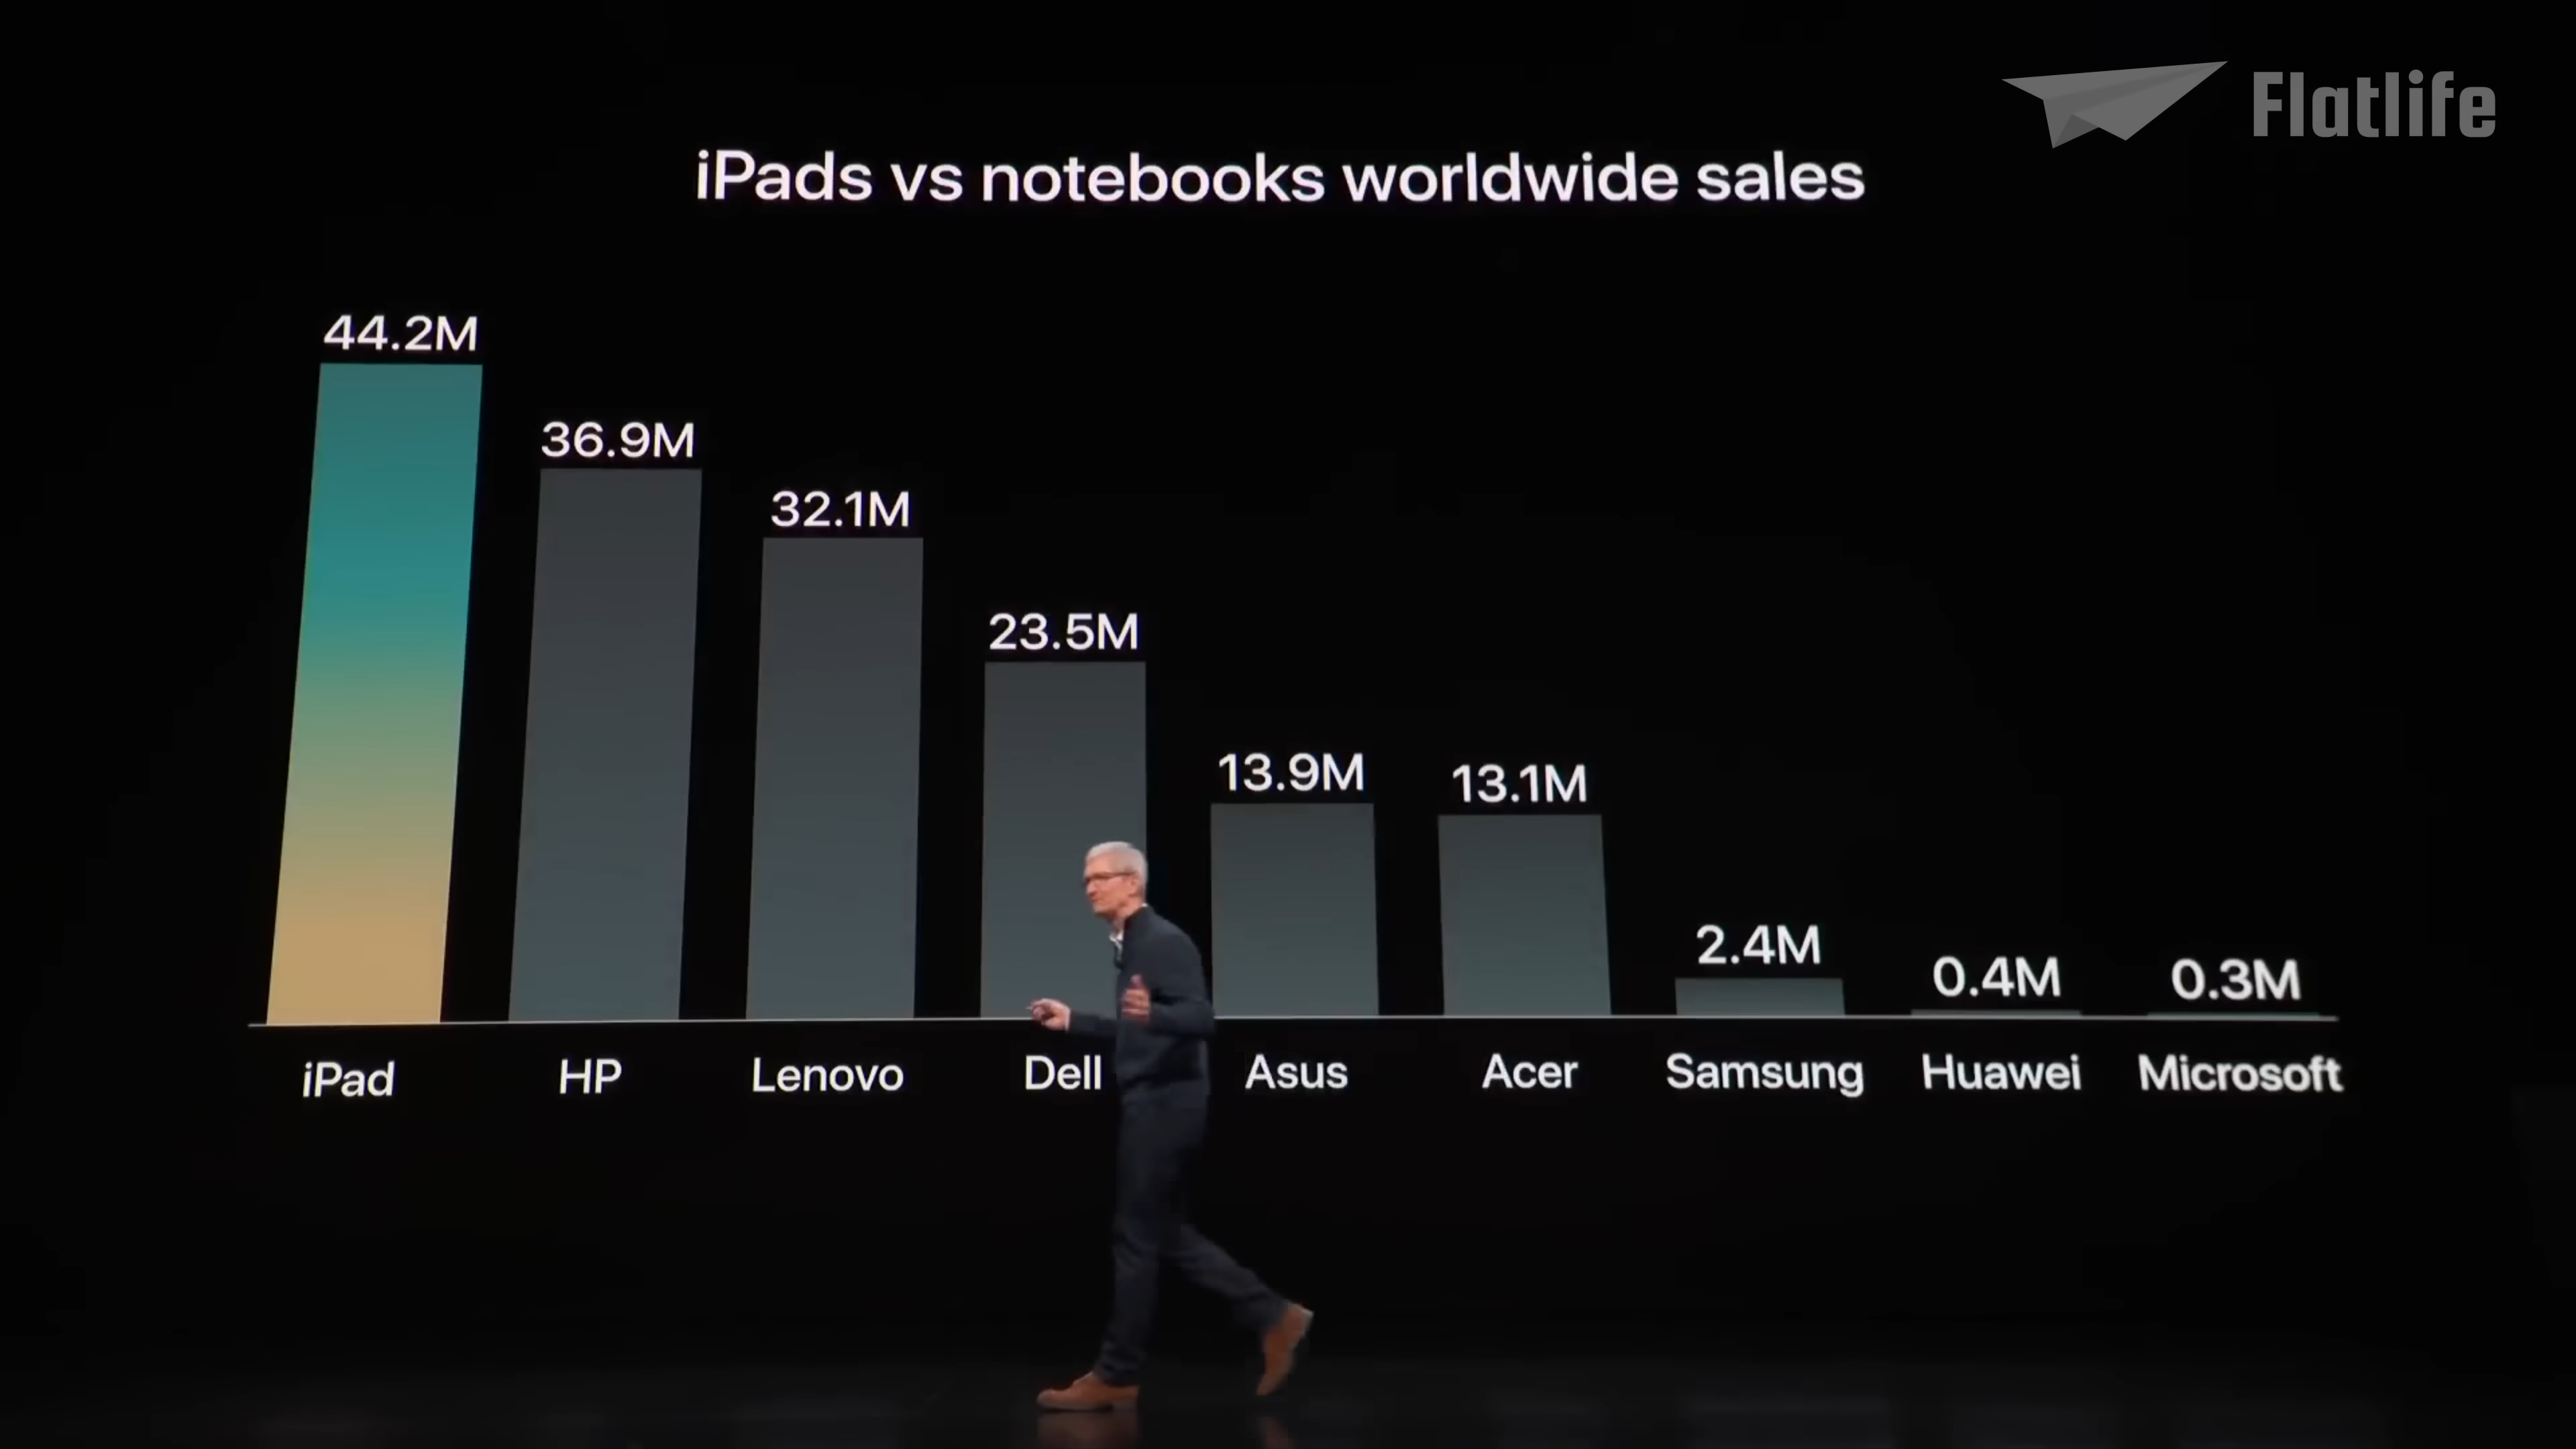 Flatlife
iPads vs notebooks worldwide sales
44.2M
36.9M
32.1M
23.5M
13.9M
13.1M
2.4M
0.4M
0.3M
iPad
HP
Lenovo
Dell
Asus
Acer
Samsung
Huawei
Microsoft